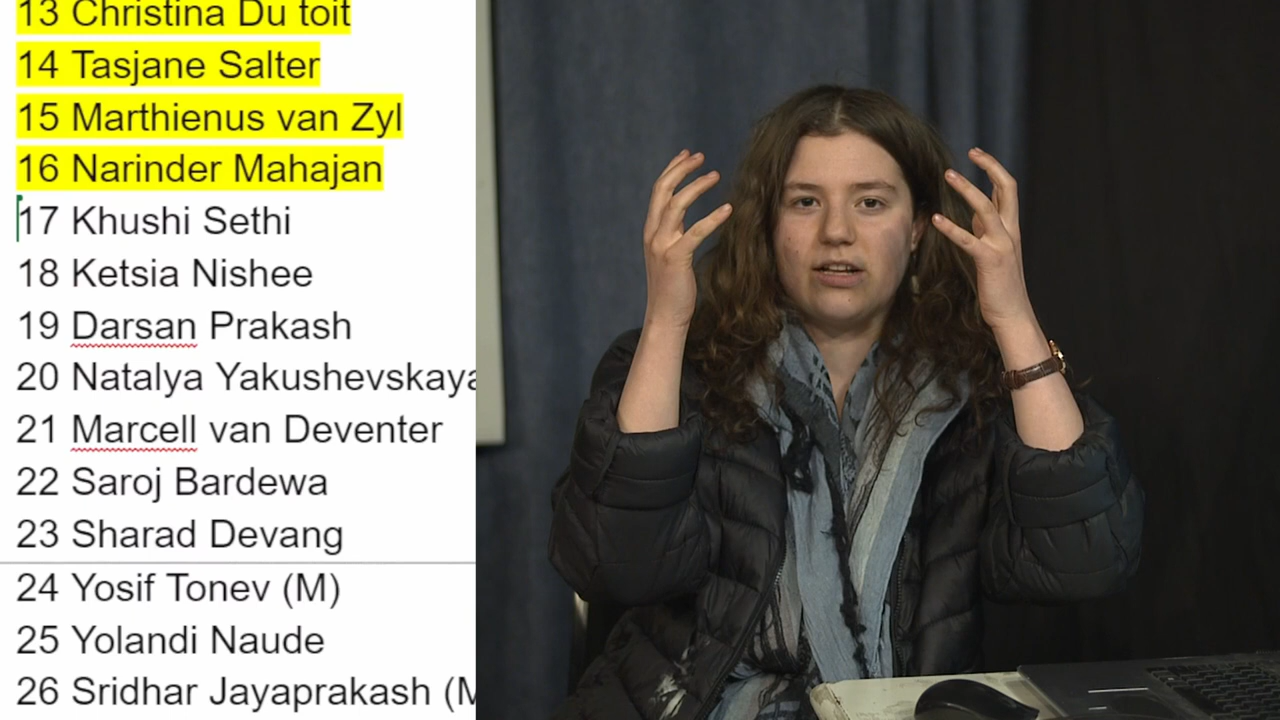 13 Christina Du toit
14 Tasjane Salter
15 Marthienus van Zyl
16 Narinder Mahajan
17 Khushi Sethi
18 Ketsia Nishee
19 Darsan Prakash
20 Natalya Yakushevskaya
21 Marcell van Deventer
22 Saroj Bardewa
23 Sharad Devang
24 Yosif Tonev (M)
25 Yolandi Naude
26 Sridhar Jayaprakash (M